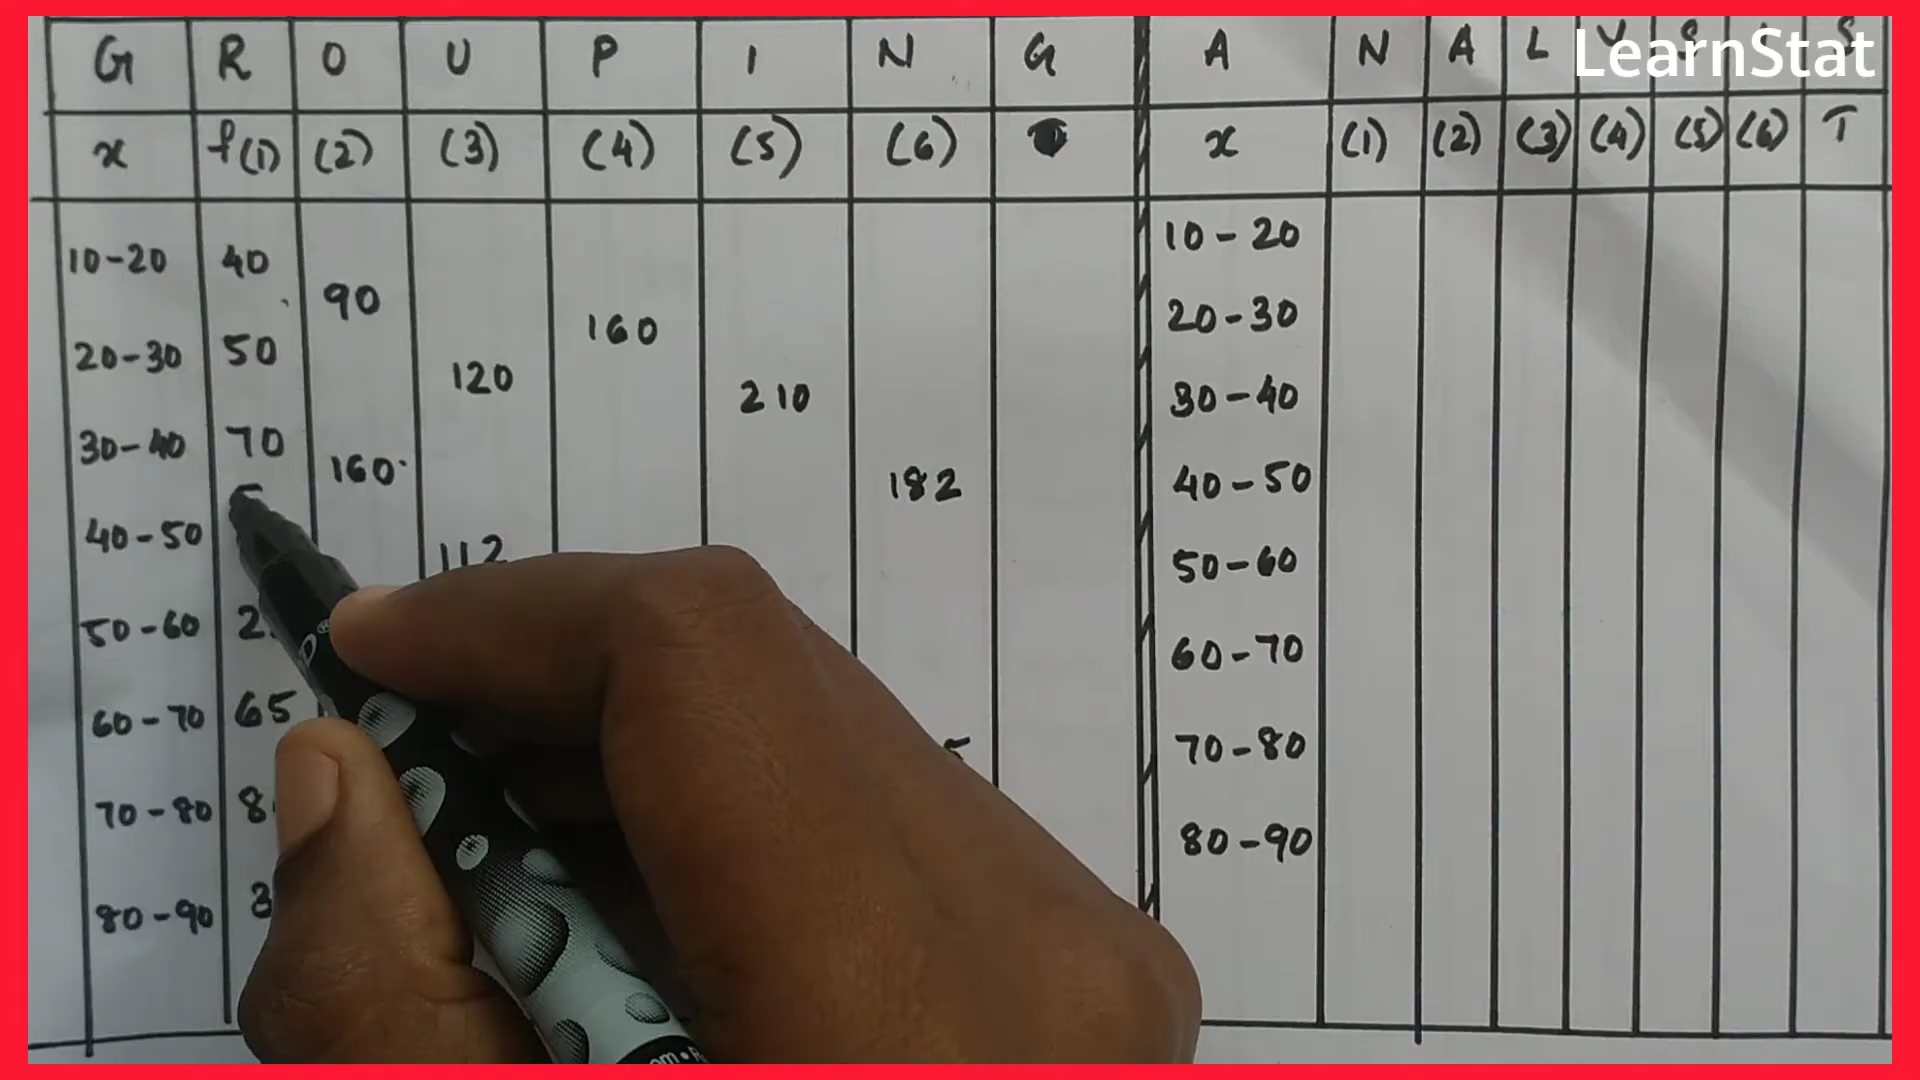 G R O U P I N G A N A L Y S I S
LearnStat
x f(1) (2) (3) (4) (5) (6) x (1) (2) (3) (4) (5) (6) T
10-20 40 10-20
90
20-30 50 160 20-30
120 210
30-40 70 30-40
160 182
40-50 40-50
112
50-60 50-60
60-70 65 60-70
70-80 70-80
80-90 80-90